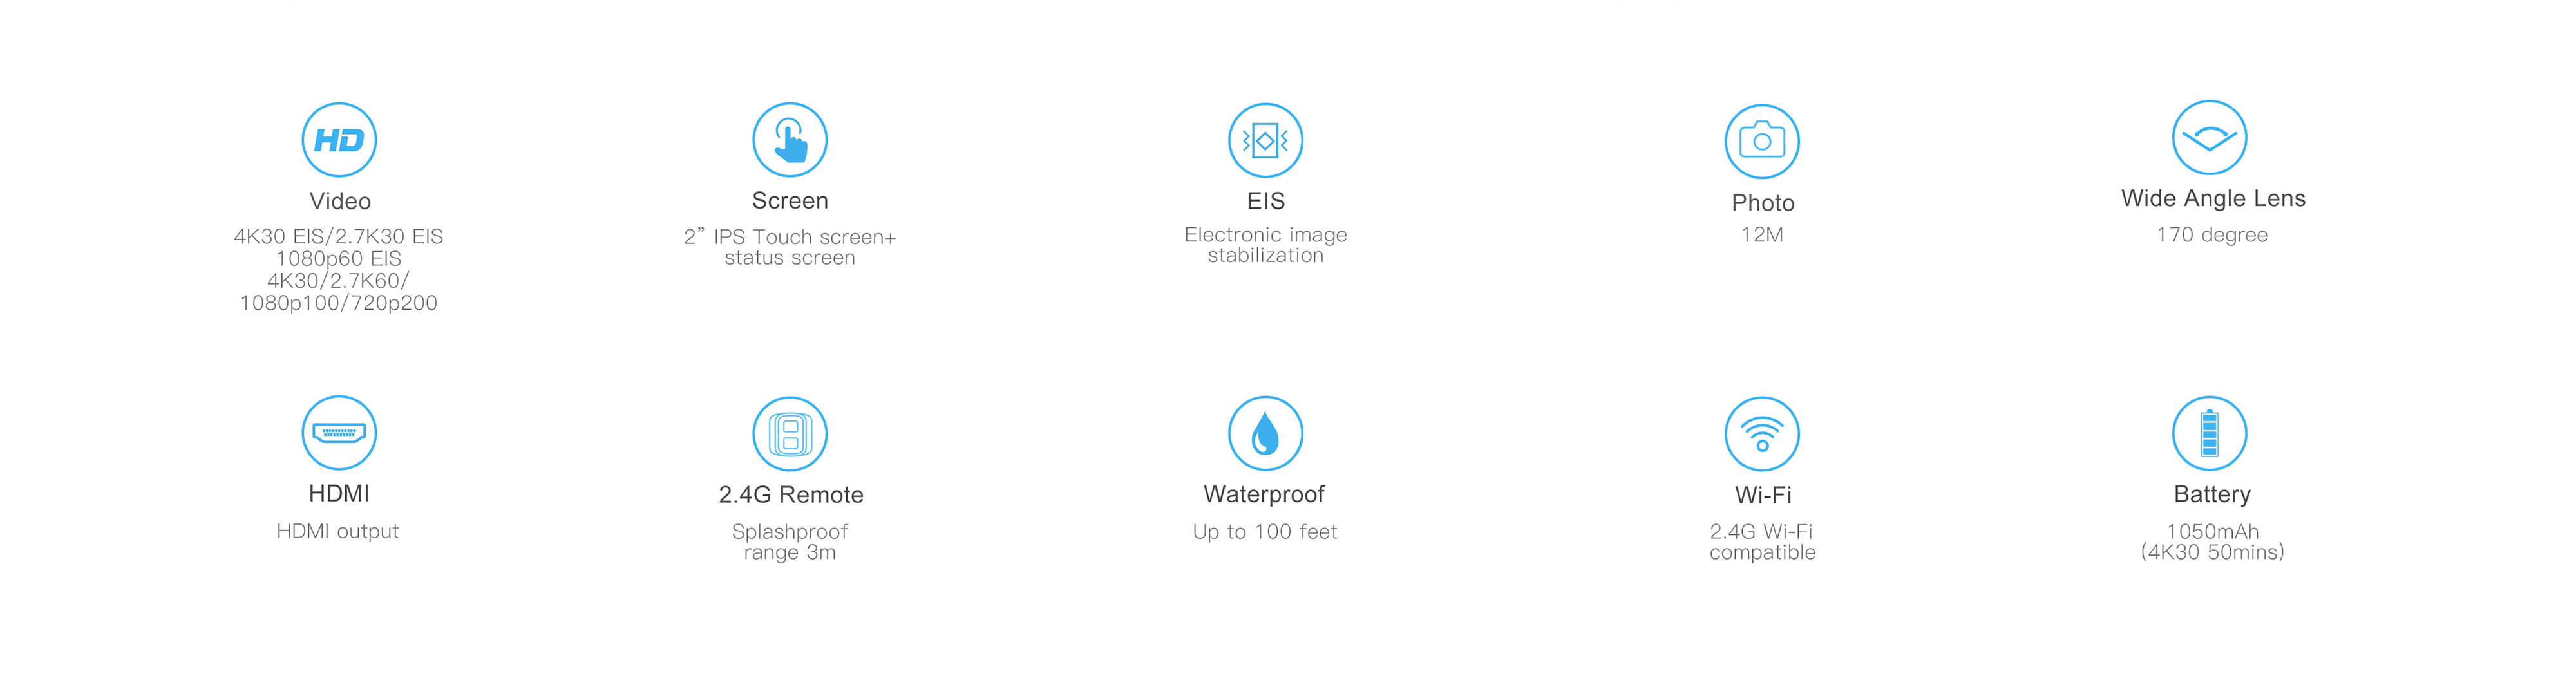 HD
Video
4K30 EIS/2.7K30 EIS
1080p60 EIS
4K30/2.7K60/
1080p100/720p200
Screen
2” IPS Touch screen+
status screen
EIS
Electronic image
stabilization
Photo
12M
Wide Angle Lens
170 degree
HDMI
HDMI output
2.4G Remote
Splashproof
range 3m
Waterproof
Up to 100 feet
Wi-Fi
2.4G Wi-Fi
compatible
Battery
1050mAh
(4K30 50mins)